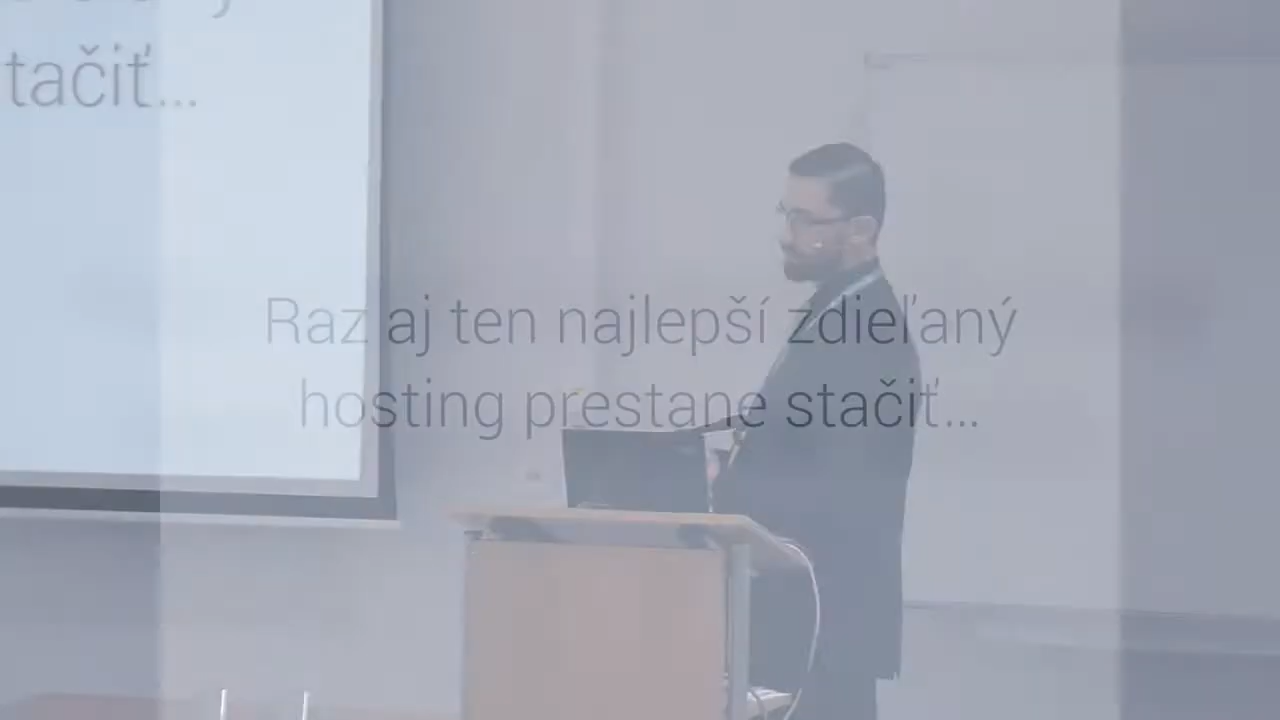 stačiť...
Raz aj ten najlepší zdieľaný
hosting prestane stačiť...